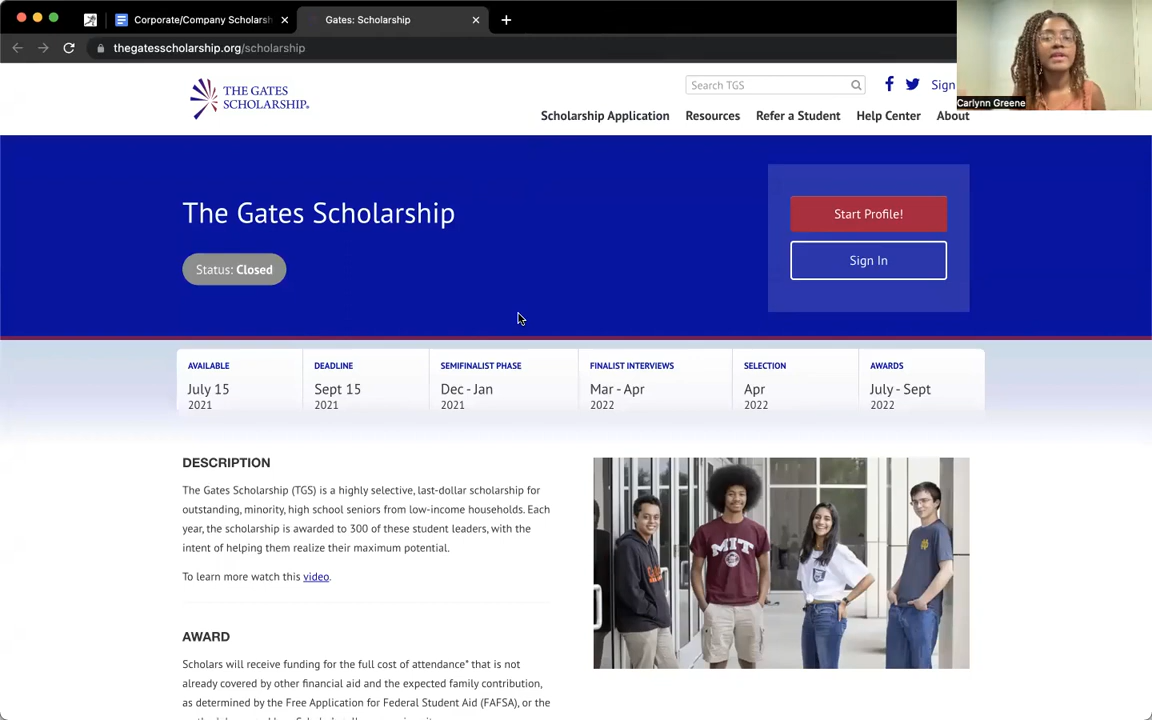 Corporate/Company Scholarsh
Gates: Scholarship
thegatesscholarship.org/scholarship
Carlynn Greene
THE GATES
SCHOLARSHIP®
Search TGS
Sign
Scholarship Application
Resources
Refer a Student
Help Center
About
The Gates Scholarship
Status: Closed
Start Profile!
Sign In
AVAILABLE
July 15
2021
DEADLINE
Sept 15
2021
SEMIFINALIST PHASE
Dec - Jan
2021
FINALIST INTERVIEWS
Mar - Apr
2022
SELECTION
Apr
2022
AWARDS
July - Sept
2022
DESCRIPTION
The Gates Scholarship (TGS) is a highly selective, last-dollar scholarship for
outstanding, minority, high school seniors from low-income households. Each
year, the scholarship is awarded to 300 of these student leaders, with the
intent of helping them realize their maximum potential.
To learn more watch this video.
MIT
AWARD
Scholars will receive funding for the full cost of attendance* that is not
already covered by other financial aid and the expected family contribution,
as determined by the Free Application for Federal Student Aid (FAFSA), or the